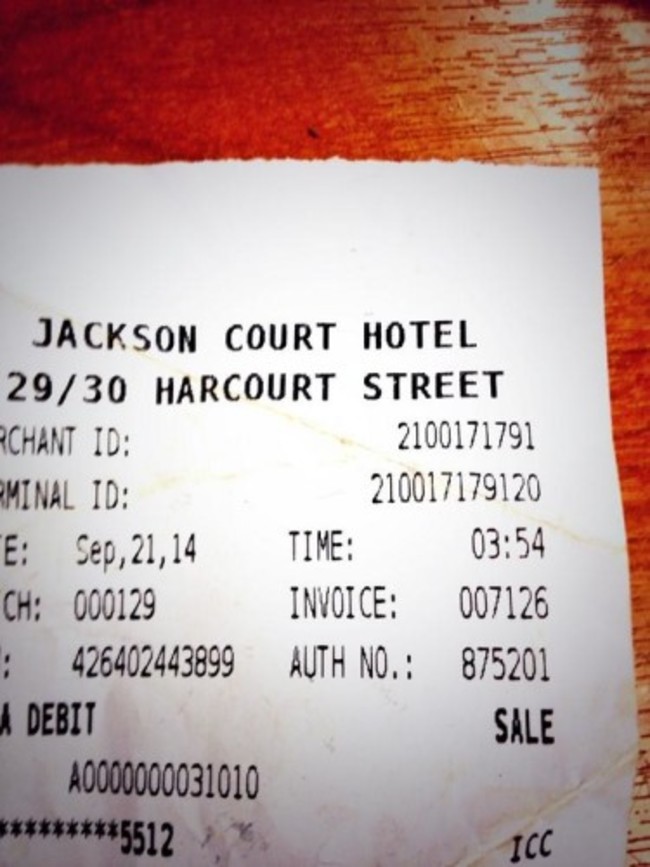 JACKSON COURT HOTEL
29/30 HARCOURT STREET
RCHANT ID: 2100171791
RMINAL ID: 210017179120
E: Sep,21,14 TIME: 03:54
CH: 000129 INVOICE: 007126
: 426402443899 AUTH NO.: 875201
A DEBIT SALE
A0000000031010
*********5512 ICC